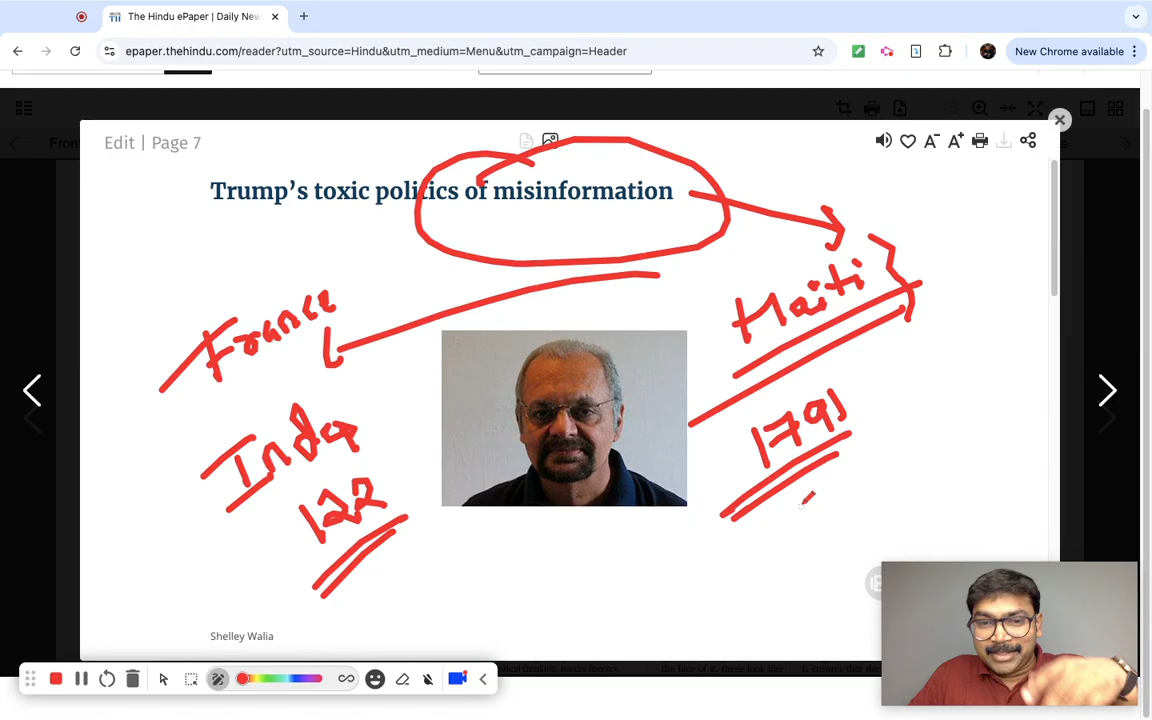 The Hindu ePaper | Daily New
epaper.thehindu.com/reader?utm_source=Hindu&utm_medium=Menu&utm_campaign=Header
New Chrome available
Edit | Page 7
A- A+
Trump's toxic politics of misinformation
France
Haiti
Index
122
1791
Shelley Walia